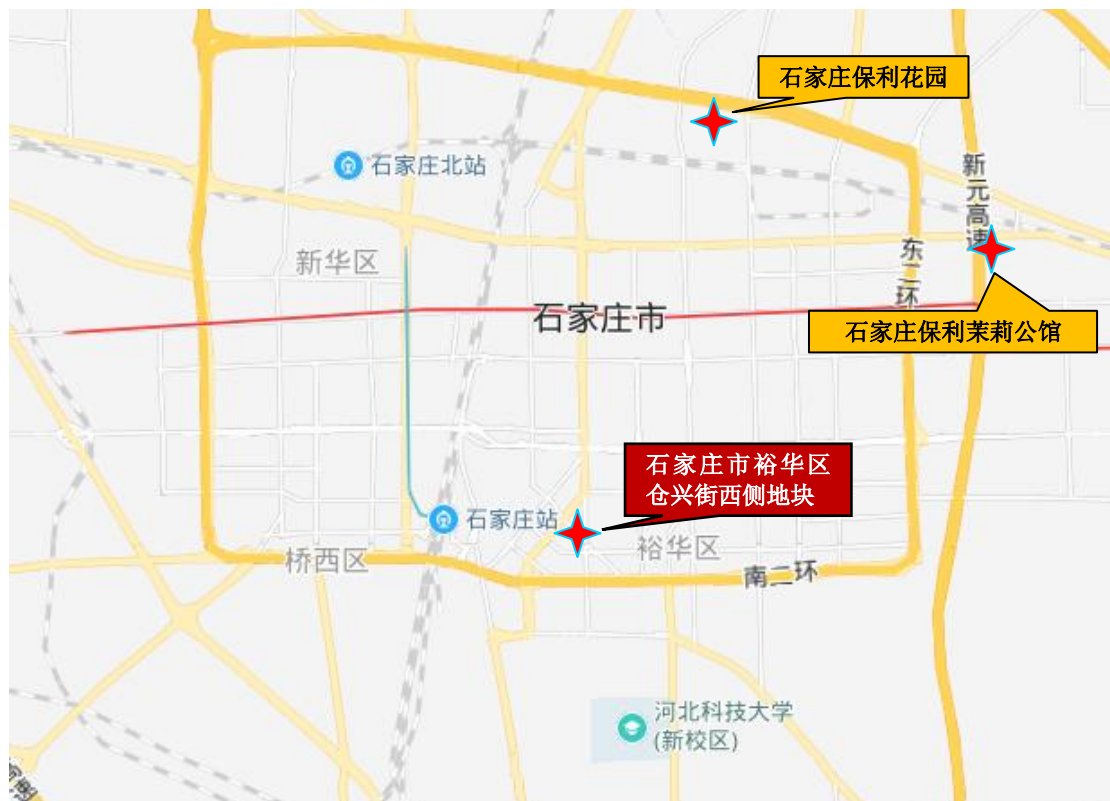 石家庄保利花园
石家庄北站
新元高速
新华区
东二环
石家庄市
石家庄保利茉莉公馆
石家庄市裕华区
仓兴街西侧地块
石家庄站
裕华区
桥西区
南二环
河北科技大学
(新校区)